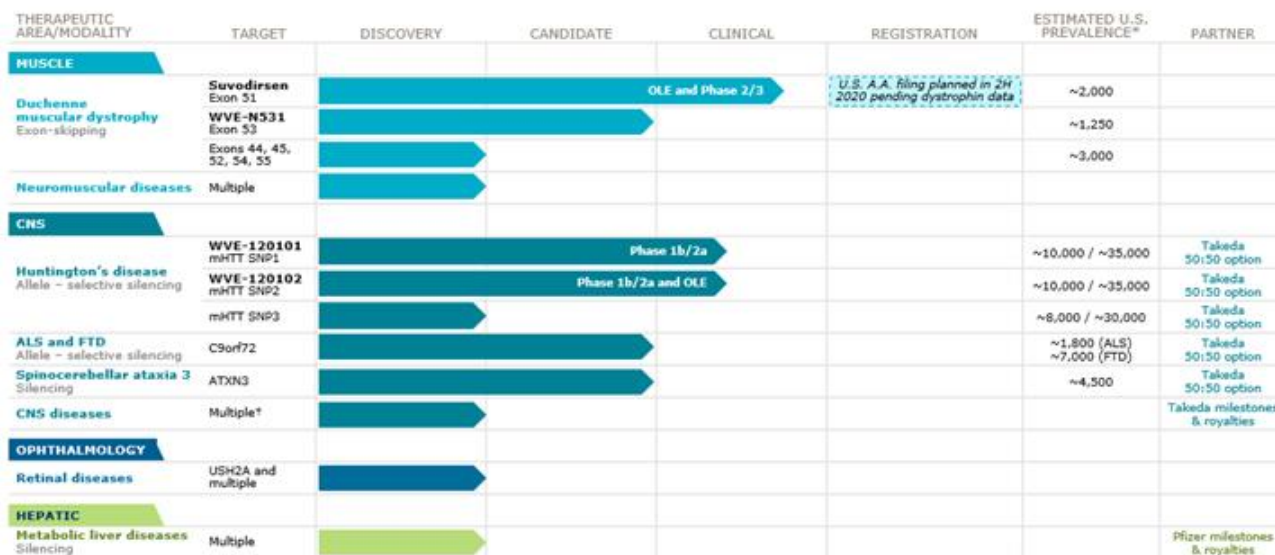 THERAPEUTIC
AREA/MODALITY
TARGET
DISCOVERY
CANDIDATE
CLINICAL
REGISTRATION
ESTIMATED U.S.
PREVALENCE*
PARTNER
MUSCLE
Duchenne
muscular dystrophy
Exon-skipping
Suvodirsen
Exon 51
OLE and Phase 2/3
U.S. A.A. filing planned in 2H
2020 pending dystrophin data
~2,000
WVE-N531
Exon 53
~1,250
Exons 44, 45,
52, 54, 55
~3,000
Neuromuscular diseases
Multiple
CNS
Huntington's disease
Allele – selective silencing
WVE-120101
mHTT SNP1
Phase 1b/2a
~10,000 / ~35,000
Takeda
50:50 option
WVE-120102
mHTT SNP2
Phase 1b/2a and OLE
~10,000 / ~35,000
Takeda
50:50 option
mHTT SNP3
~8,000 / ~30,000
Takeda
50:50 option
ALS and FTD
Allele – selective silencing
C9orf72
~1,800 (ALS)
~7,000 (FTD)
Takeda
50:50 option
Spinocerebellar ataxia 3
Silencing
ATXN3
~4,500
Takeda
50:50 option
CNS diseases
Multiple†
Takeda milestones
& royalties
OPHTHALMOLOGY
Retinal diseases
USH2A and
multiple
HEPATIC
Metabolic liver diseases
Silencing
Multiple
Pfizer milestones
& royalties